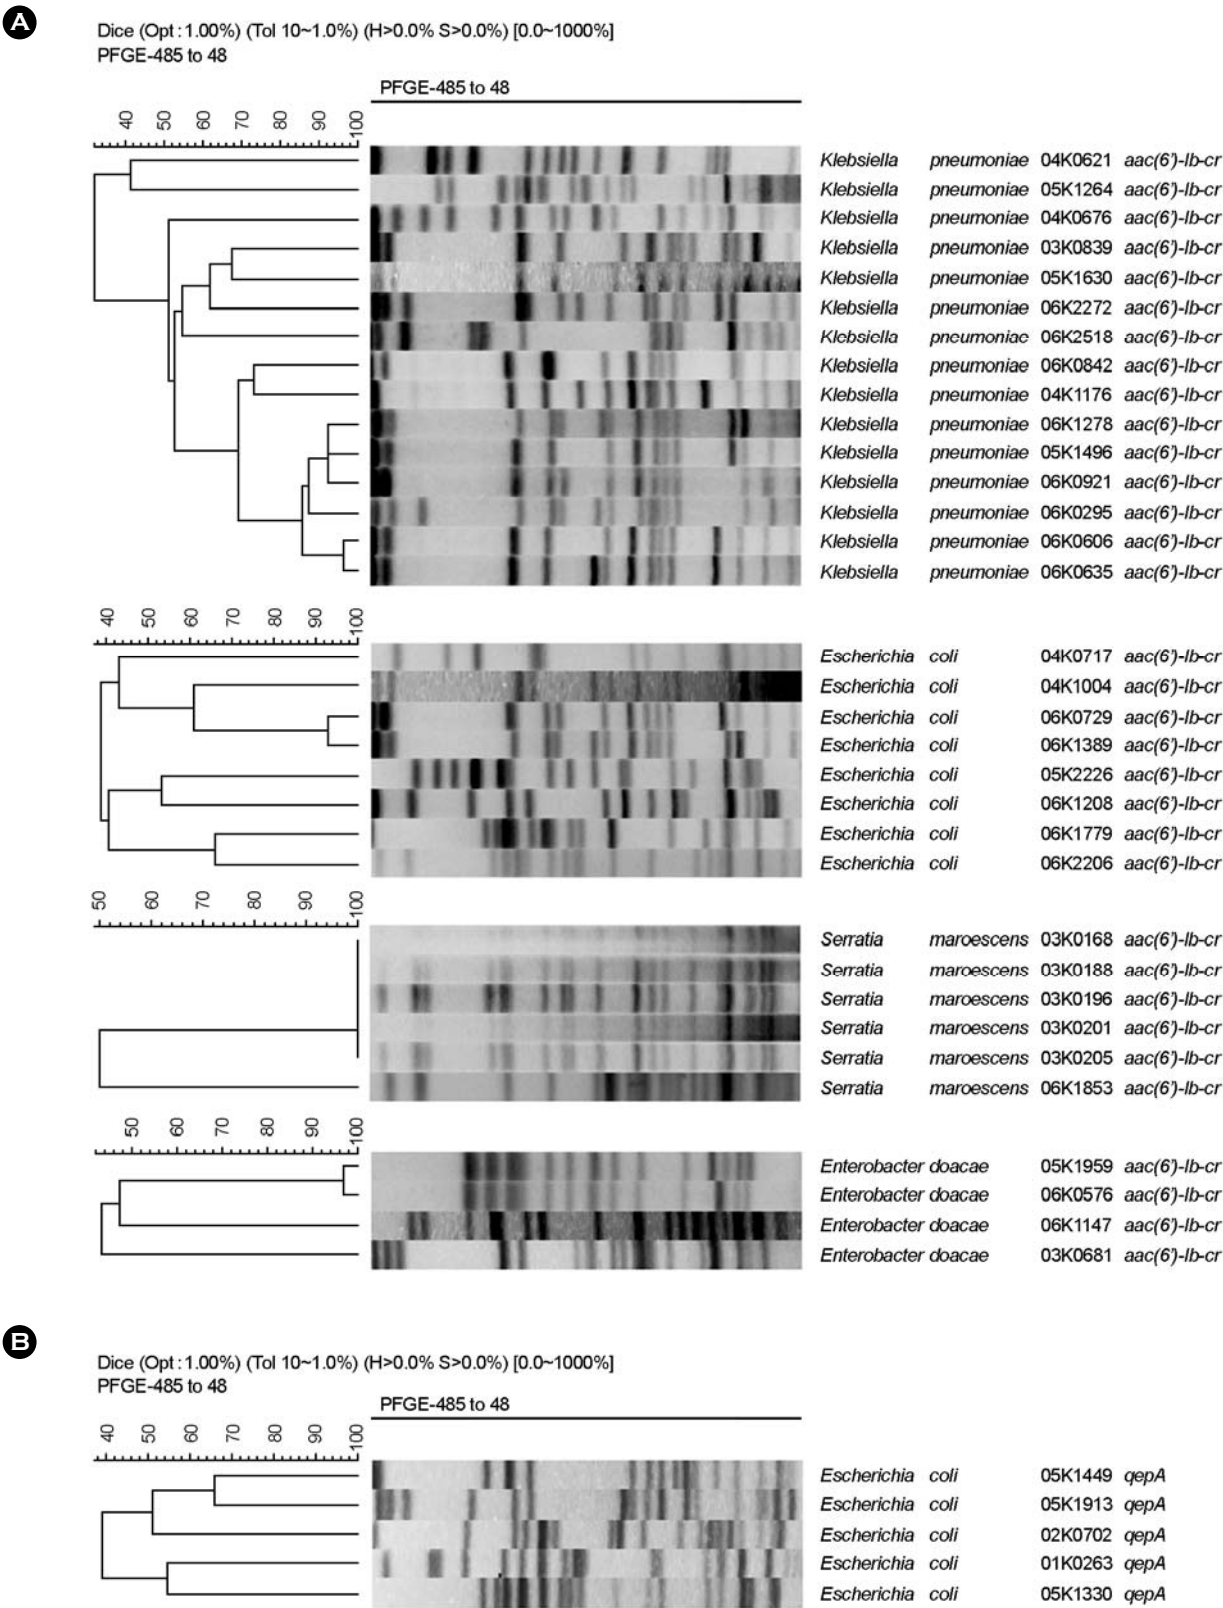 A
Dice (Opt:1.00%) (Tol 10~1.0%) (H>0.0% S>0.0%) [0.0~1000%]
PFGE-485 to 48
PFGE-485 to 48
40 50 60 70 80 90 100
Klebsiella pneumoniae 04K0621 aac(6')-Ib-cr
Klebsiella pneumoniae 05K1264 aac(6')-Ib-cr
Klebsiella pneumoniae 04K0676 aac(6')-Ib-cr
Klebsiella pneumoniae 03K0839 aac(6')-Ib-cr
Klebsiella pneumoniae 05K1630 aac(6')-Ib-cr
Klebsiella pneumoniae 06K2272 aac(6')-Ib-cr
Klebsiella pneumoniae 06K2518 aac(6')-Ib-cr
Klebsiella pneumoniae 06K0842 aac(6')-Ib-cr
Klebsiella pneumoniae 04K1176 aac(6')-Ib-cr
Klebsiella pneumoniae 06K1278 aac(6')-Ib-cr
Klebsiella pneumoniae 05K1496 aac(6')-Ib-cr
Klebsiella pneumoniae 06K0921 aac(6')-Ib-cr
Klebsiella pneumoniae 06K0295 aac(6')-Ib-cr
Klebsiella pneumoniae 06K0606 aac(6')-Ib-cr
Klebsiella pneumoniae 06K0635 aac(6')-Ib-cr
40 50 60 70 80 90 100
Escherichia coli 04K0717 aac(6')-Ib-cr
Escherichia coli 04K1004 aac(6')-Ib-cr
Escherichia coli 06K0729 aac(6')-Ib-cr
Escherichia coli 06K1389 aac(6')-Ib-cr
Escherichia coli 05K2226 aac(6')-Ib-cr
Escherichia coli 06K1208 aac(6')-Ib-cr
Escherichia coli 06K1779 aac(6')-Ib-cr
Escherichia coli 06K2206 aac(6')-Ib-cr
50 60 70 80 90 100
Serratia maroescens 03K0168 aac(6')-Ib-cr
Serratia maroescens 03K0188 aac(6')-Ib-cr
Serratia maroescens 03K0196 aac(6')-Ib-cr
Serratia maroescens 03K0201 aac(6')-Ib-cr
Serratia maroescens 03K0205 aac(6')-Ib-cr
Serratia maroescens 06K1853 aac(6')-Ib-cr
50 60 70 80 90 100
Enterobacter doacae 05K1959 aac(6')-Ib-cr
Enterobacter doacae 06K0576 aac(6')-Ib-cr
Enterobacter doacae 06K1147 aac(6')-Ib-cr
Enterobacter doacae 03K0681 aac(6')-Ib-cr
B
Dice (Opt:1.00%) (Tol 10~1.0%) (H>0.0% S>0.0%) [0.0~1000%]
PFGE-485 to 48
PFGE-485 to 48
40 50 60 70 80 90 100
Escherichia coli 05K1449 qepA
Escherichia coli 05K1913 qepA
Escherichia coli 02K0702 qepA
Escherichia coli 01K0263 qepA
Escherichia coli 05K1330 qepA